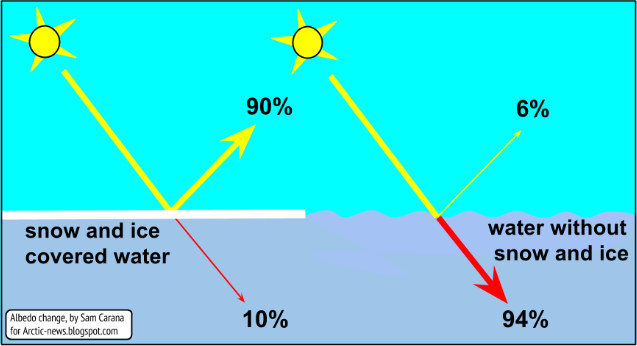 90%
6%
snow and ice
covered water
water without
snow and ice
10%
94%
Albedo change, by Sam Carana
for Arctic-news.blogspot.com